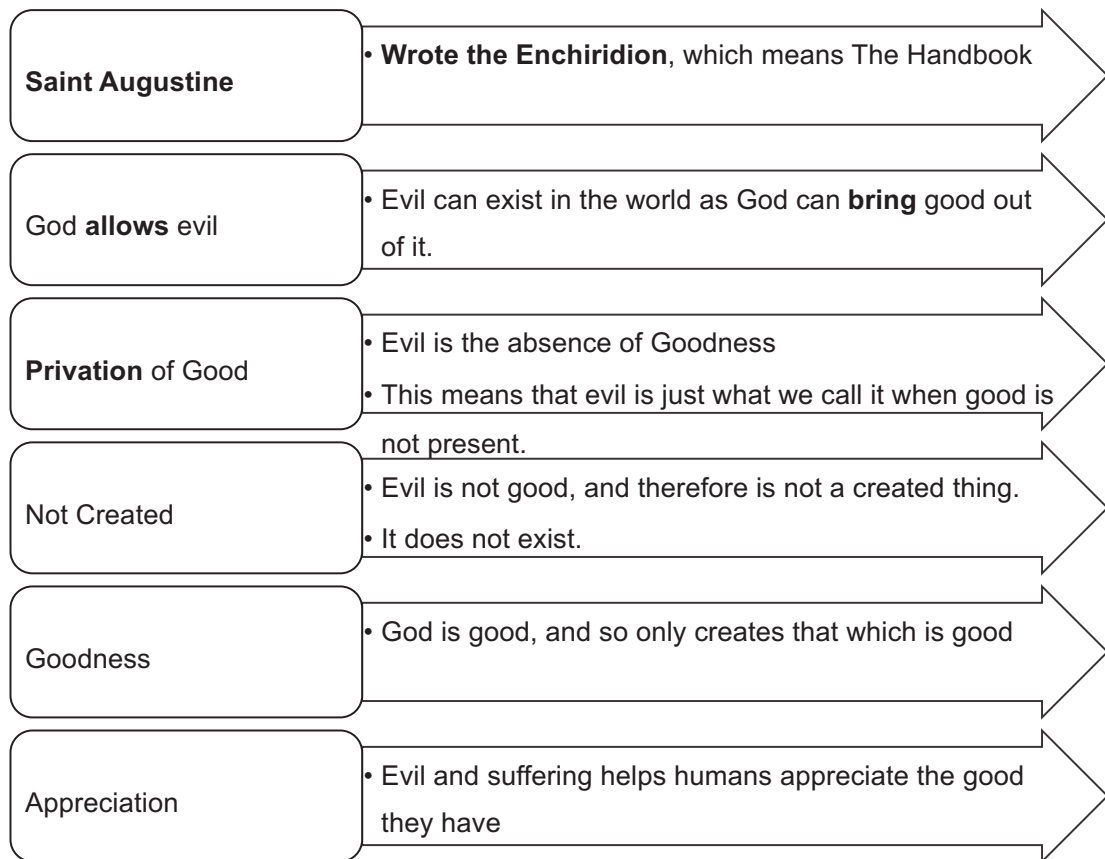 Saint Augustine
• Wrote the Enchiridion, which means The Handbook
God allows evil
• Evil can exist in the world as God can bring good out
of it.
Privation of Good
• Evil is the absence of Goodness
• This means that evil is just what we call it when good is
not present.
Not Created
• Evil is not good, and therefore is not a created thing.
• It does not exist.
Goodness
• God is good, and so only creates that which is good
Appreciation
• Evil and suffering helps humans appreciate the good
they have